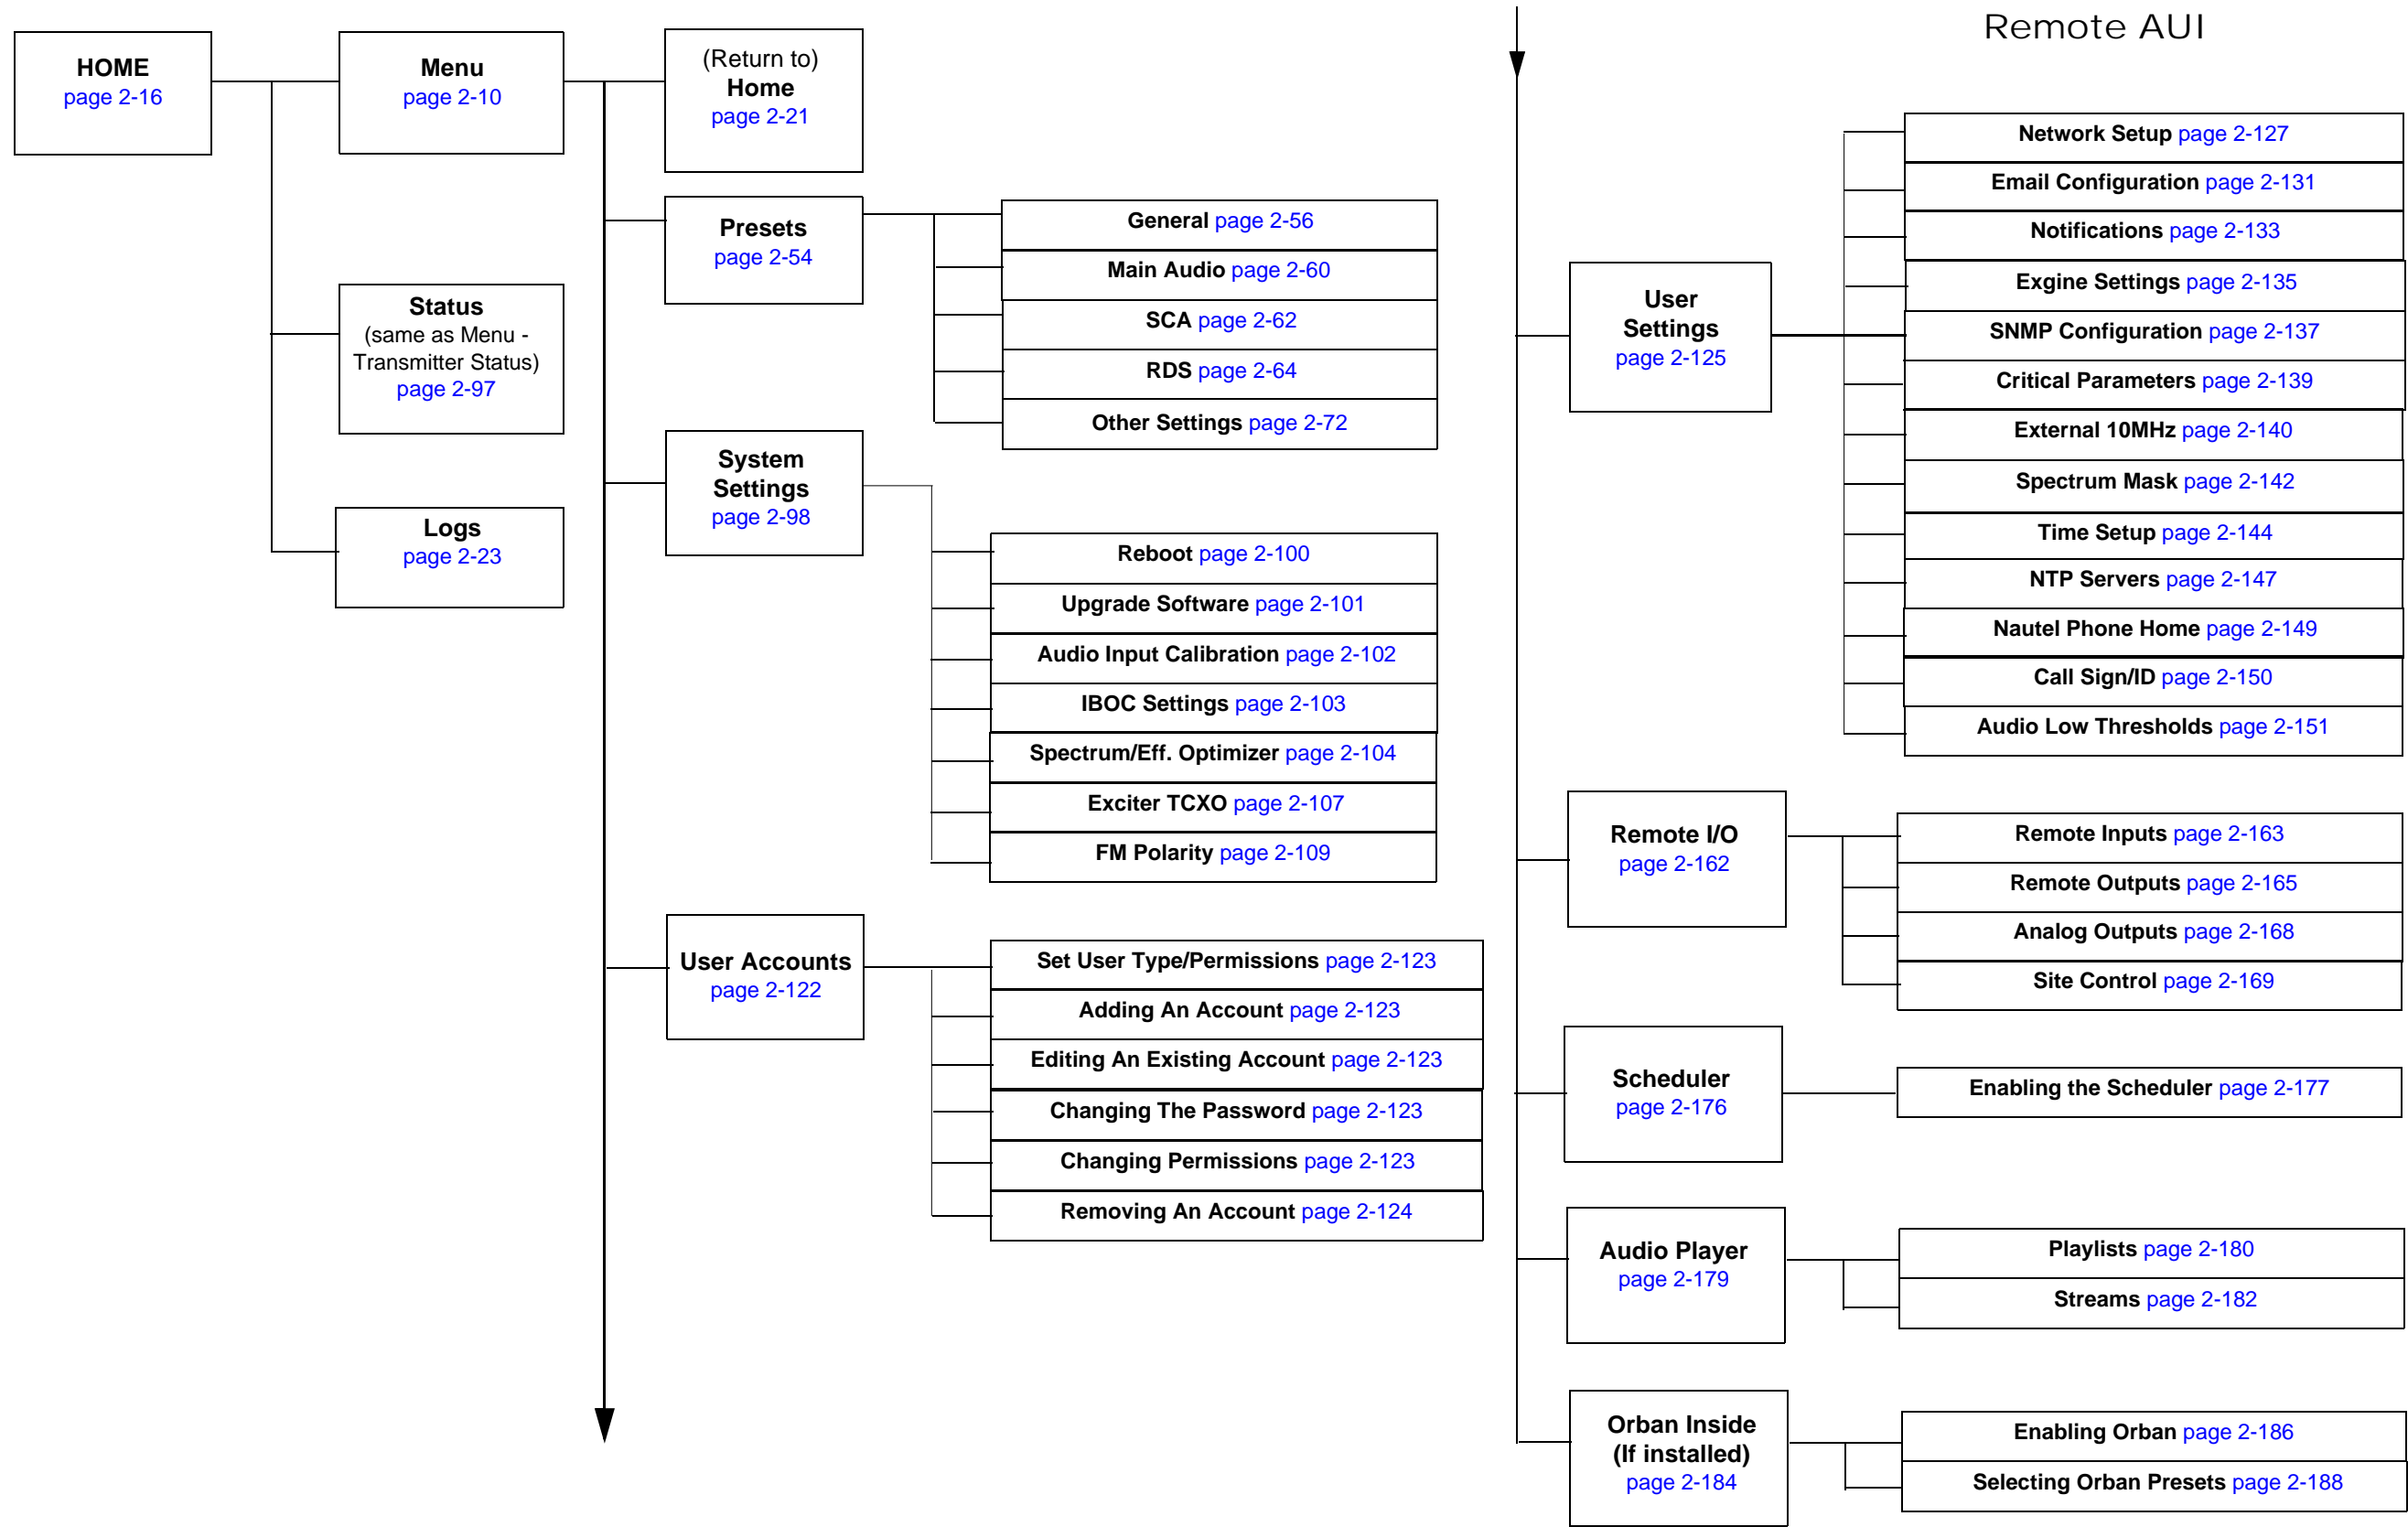 Remote AUI
HOME
page 2-16
Menu
page 2-10
Status
(same as Menu -
Transmitter Status)
page 2-97
Logs
page 2-23
(Return to)
Home
page 2-21
Presets
page 2-54
General page 2-56
Main Audio page 2-60
SCA page 2-62
RDS page 2-64
Other Settings page 2-72
System
Settings
page 2-98
Reboot page 2-100
Upgrade Software page 2-101
Audio Input Calibration page 2-102
IBOC Settings page 2-103
Spectrum/Eff. Optimizer page 2-104
Exciter TCXO page 2-107
FM Polarity page 2-109
User Accounts
page 2-122
Set User Type/Permissions page 2-123
Adding An Account page 2-123
Editing An Existing Account page 2-123
Changing The Password page 2-123
Changing Permissions page 2-123
Removing An Account page 2-124
User
Settings
page 2-125
Network Setup page 2-127
Email Configuration page 2-131
Notifications page 2-133
Exgine Settings page 2-135
SNMP Configuration page 2-137
Critical Parameters page 2-139
External 10MHz page 2-140
Spectrum Mask page 2-142
Time Setup page 2-144
NTP Servers page 2-147
Nautel Phone Home page 2-149
Call Sign/ID page 2-150
Audio Low Thresholds page 2-151
Remote I/O
page 2-162
Remote Inputs page 2-163
Remote Outputs page 2-165
Analog Outputs page 2-168
Site Control page 2-169
Scheduler
page 2-176
Enabling the Scheduler page 2-177
Audio Player
page 2-179
Playlists page 2-180
Streams page 2-182
Orban Inside
(If installed)
page 2-184
Enabling Orban page 2-186
Selecting Orban Presets page 2-188